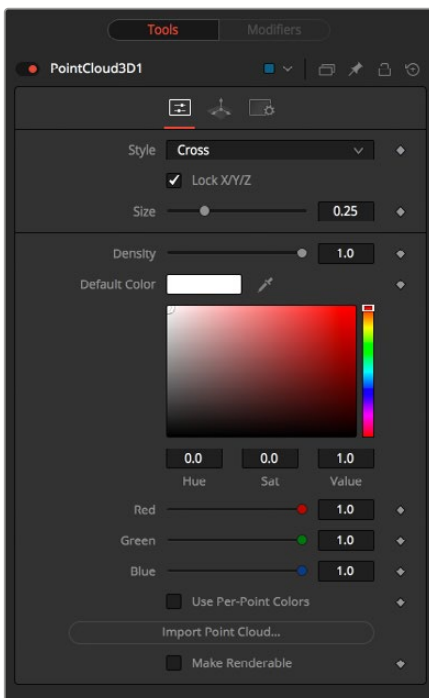 Tools Modifiers
PointCloud3D1
Style Cross
Lock X/Y/Z
Size 0.25
Density 1.0
Default Color
0.0 0.0 1.0
Hue Sat Value
Red 1.0
Green 1.0
Blue 1.0
Use Per-Point Colors
Import Point Cloud...
Make Renderable